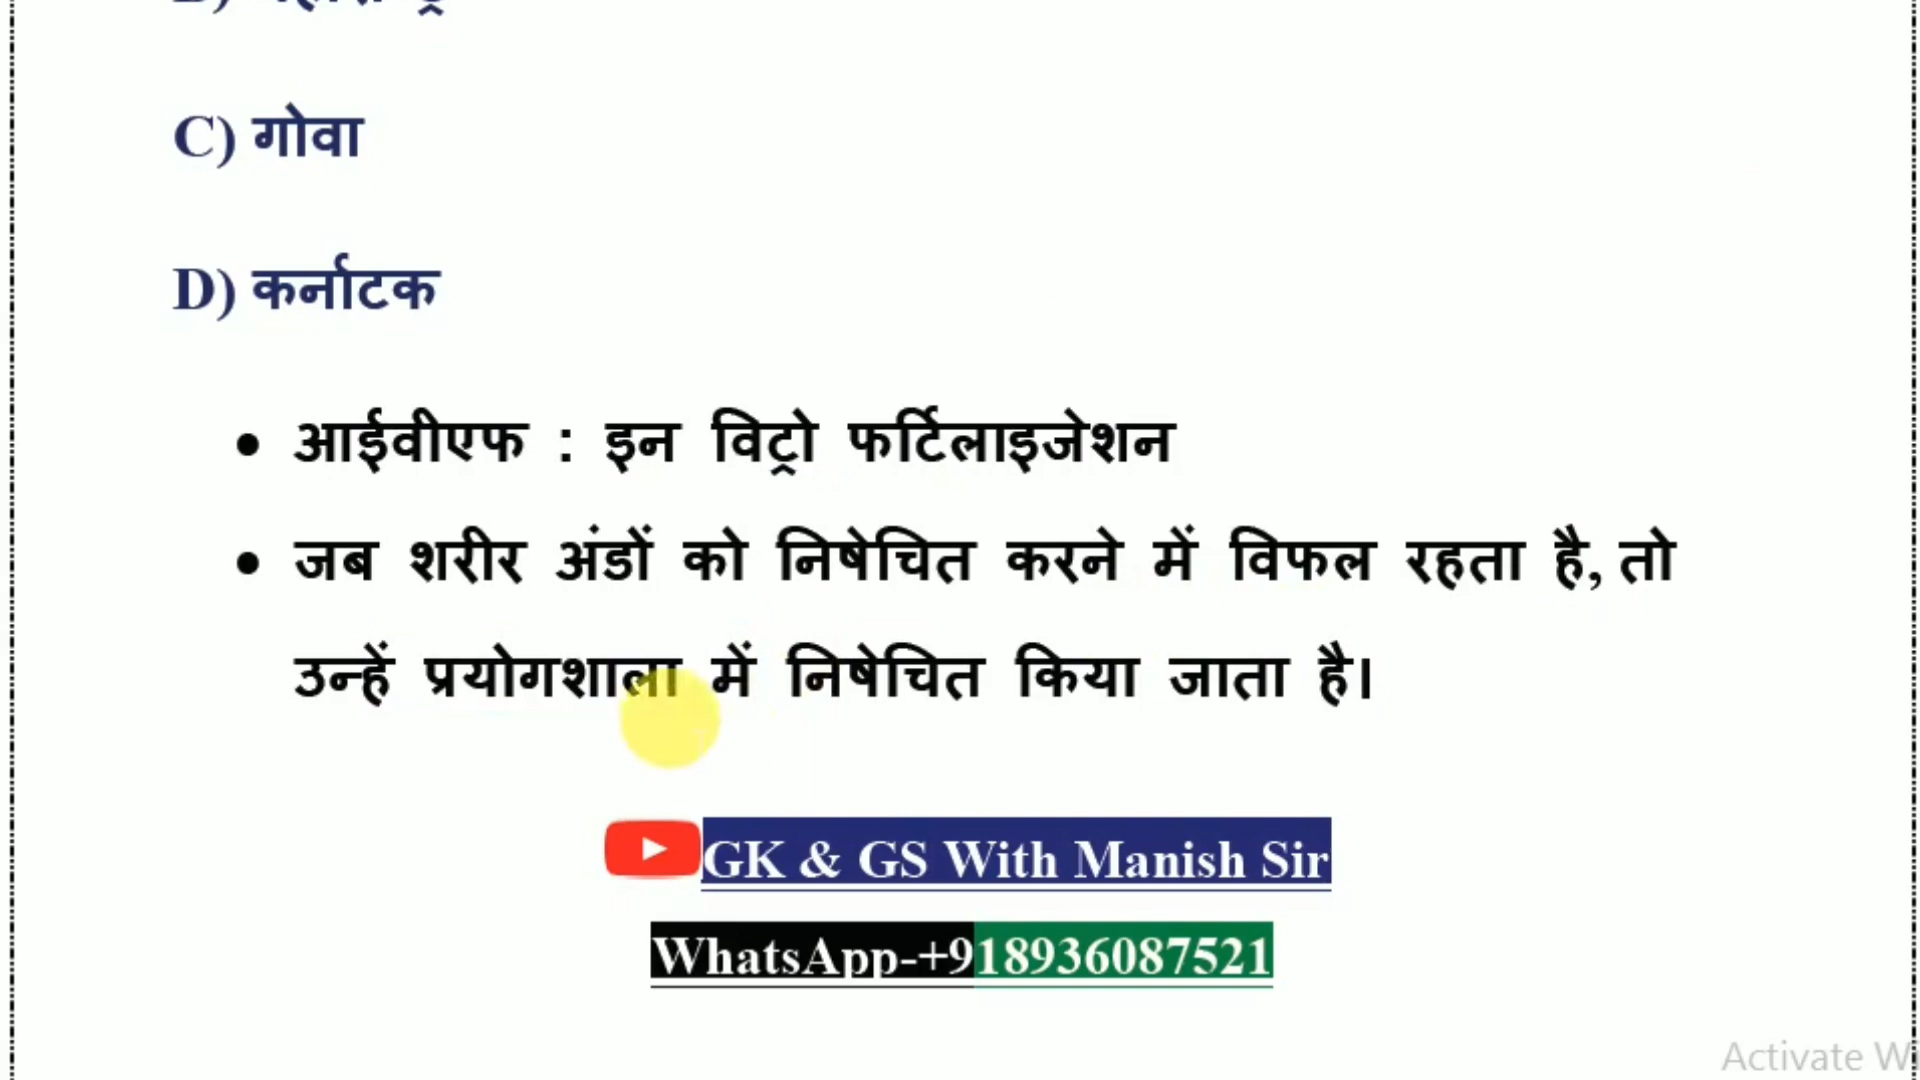 C) गोवा
D) कर्नाटक
• आईवीएफ : इन विट्रो फर्टिलाइजेशन
• जब शरीर अंडों को निषेचित करने में विफल रहता है, तो
उन्हें प्रयोगशाला में निषेचित किया जाता है।
GK & GS With Manish Sir
WhatsApp-+918936087521
Activate